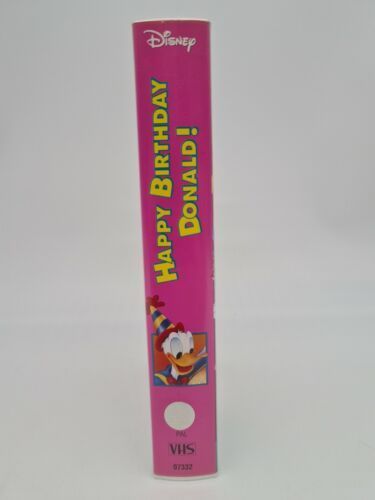 Disney
HAPPY BIRTHDAY
DONALD!
PAL
VHS
07332